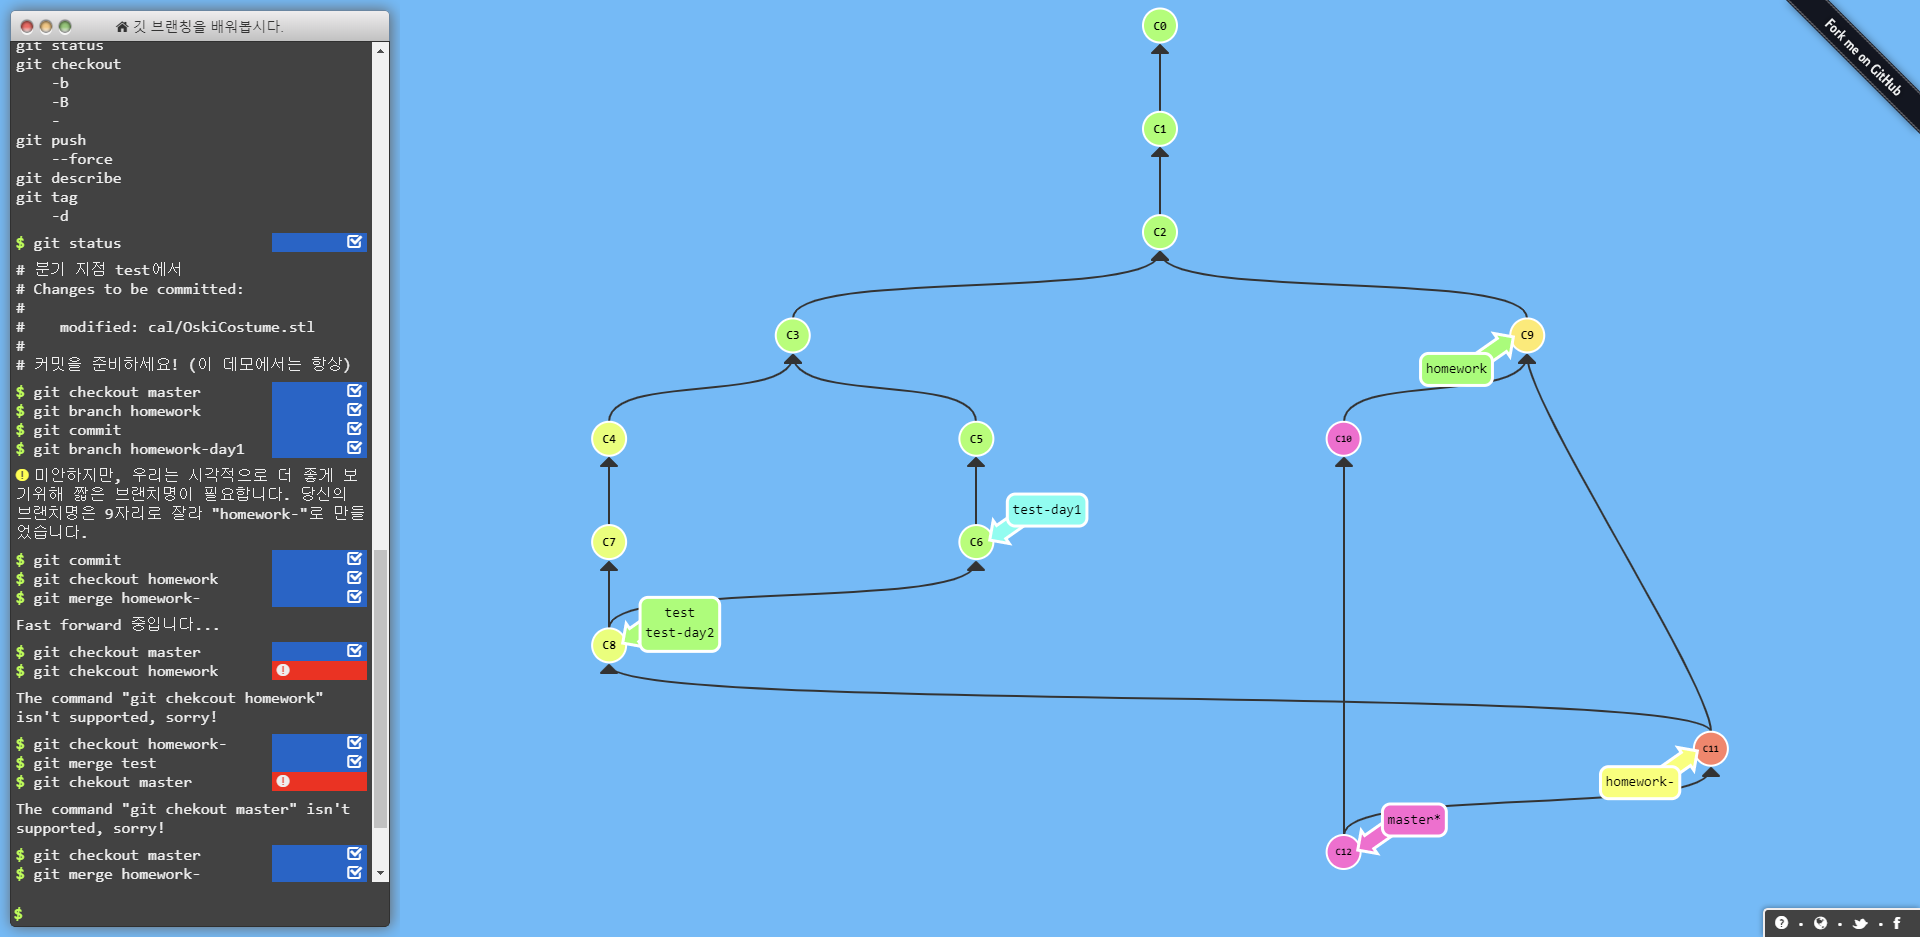 깃 브랜칭을 배워봅시다.
git status
git checkout
-b
-B
-
git push
--force
git describe
git tag
-d
$ git status
# 분기 지점 test에서
# Changes to be committed:
#
# modified: cal/OskiCostume.stl
#
# 커밋을 준비하세요! (이 데모에서는 항상)
$ git checkout master
$ git branch homework
$ git commit
$ git branch homework-day1
미안하지만, 우리는 시각적으로 더 좋게 보
기위해 짧은 브랜치명이 필요합니다. 당신의
브랜치명은 9자리로 잘라 "homework-"로 만들
었습니다.
$ git commit
$ git checkout homework
$ git merge homework-
Fast forward 중입니다...
$ git checkout master
$ git chekcout homework
The command "git chekcout homework"
isn't supported, sorry!
$ git checkout homework-
$ git merge test
$ git chekout master
The command "git chekout master" isn't
supported, sorry!
$ git checkout master
$ git merge homework-
$
C0
C1
C2
C3
C9
homework
C4
C5
C10
test-day1
C7
C6
test
test-day2
C8
C11
homework-
master*
C12
Fork me on GitHub